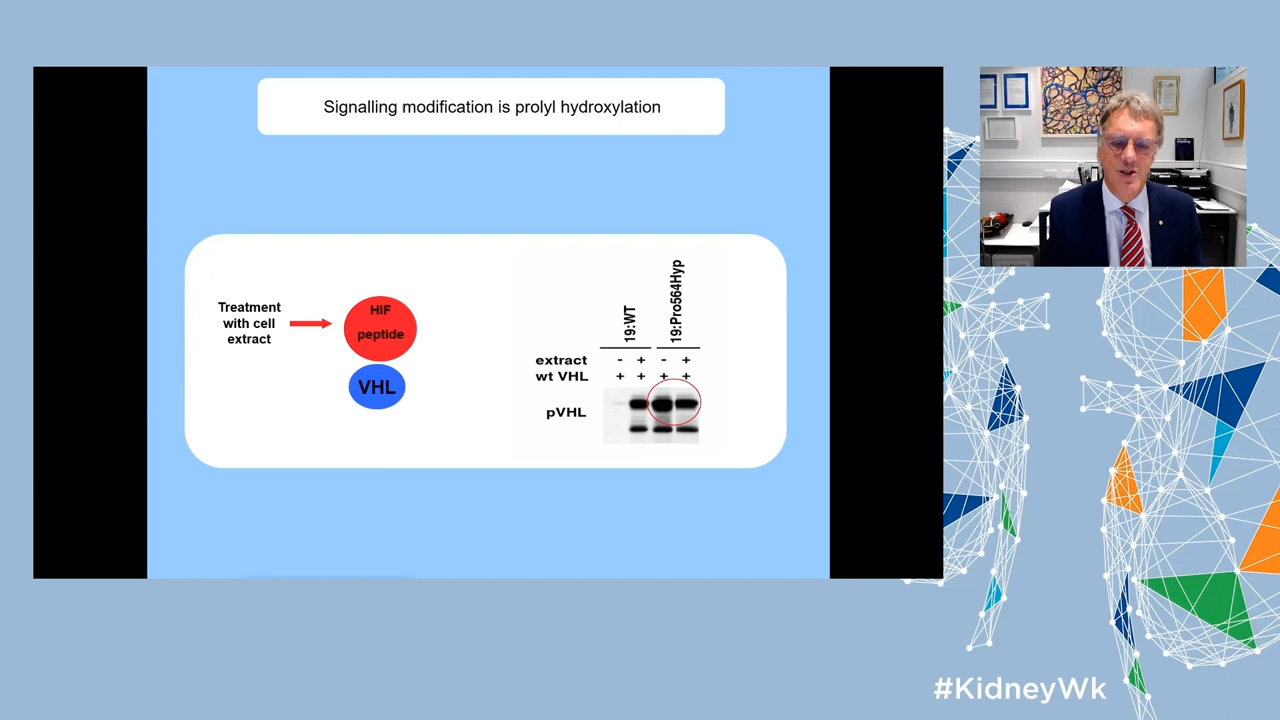 Signalling modification is prolyl hydroxylation
Treatment
with cell
extract
HIF
peptide
VHL
19:WT
19:Pro564Hyp
extract - + - +
wt VHL + + + +
pVHL
#KidneyWk